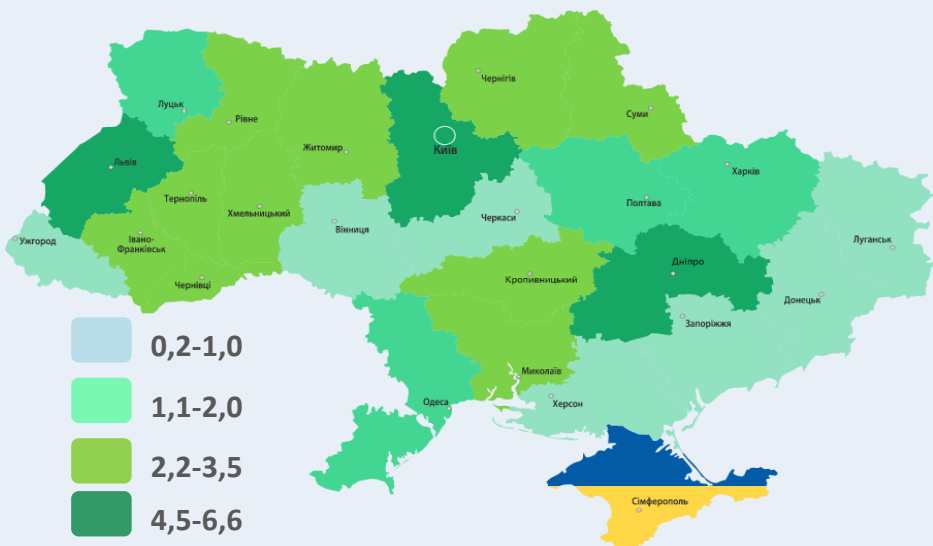 Чернігів
Луцьк
Рівне
Суми
Житомир
Київ
Львів
Харків
Тернопіль
Хмельницький
Полтава
Черкаси
Вінниця
Ужгород
Івано-
Франківськ
Луганськ
Дніпро
Чернівці
Кропивницький
Донецьк
Запоріжжя
0,2-1,0
Миколаїв
1,1-2,0
Одеса
Херсон
2,2-3,5
Сімферополь
4,5-6,6